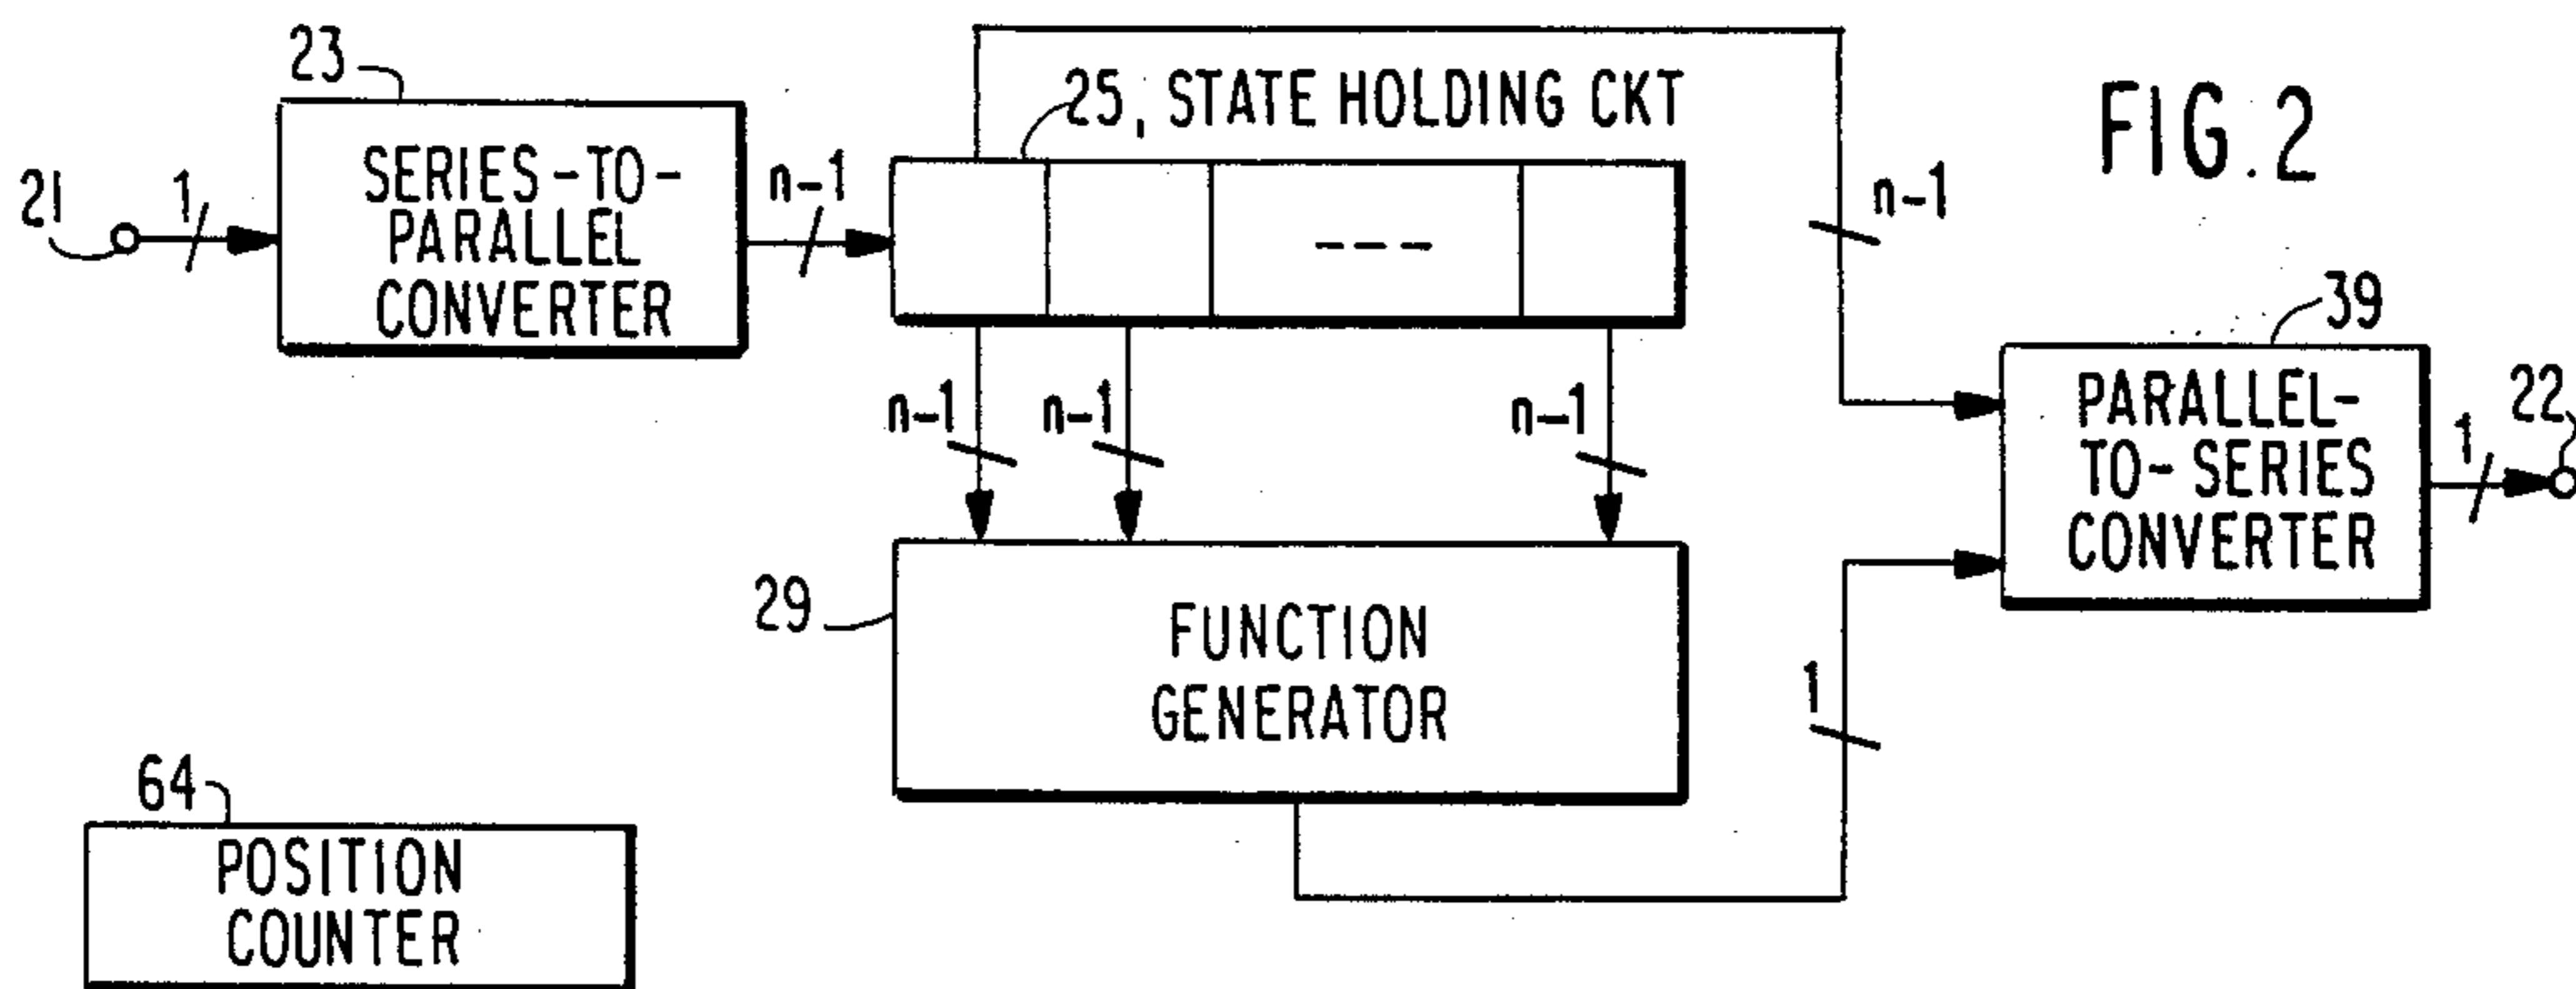 FIG. 2
21
1
23
SERIES-TO-
PARALLEL
CONVERTER
n-1
25, STATE HOLDING CKT
---
n-1
n-1
n-1
n-1
29
FUNCTION
GENERATOR
1
39
PARALLEL-
TO-SERIES
CONVERTER
1
22
64
POSITION
COUNTER